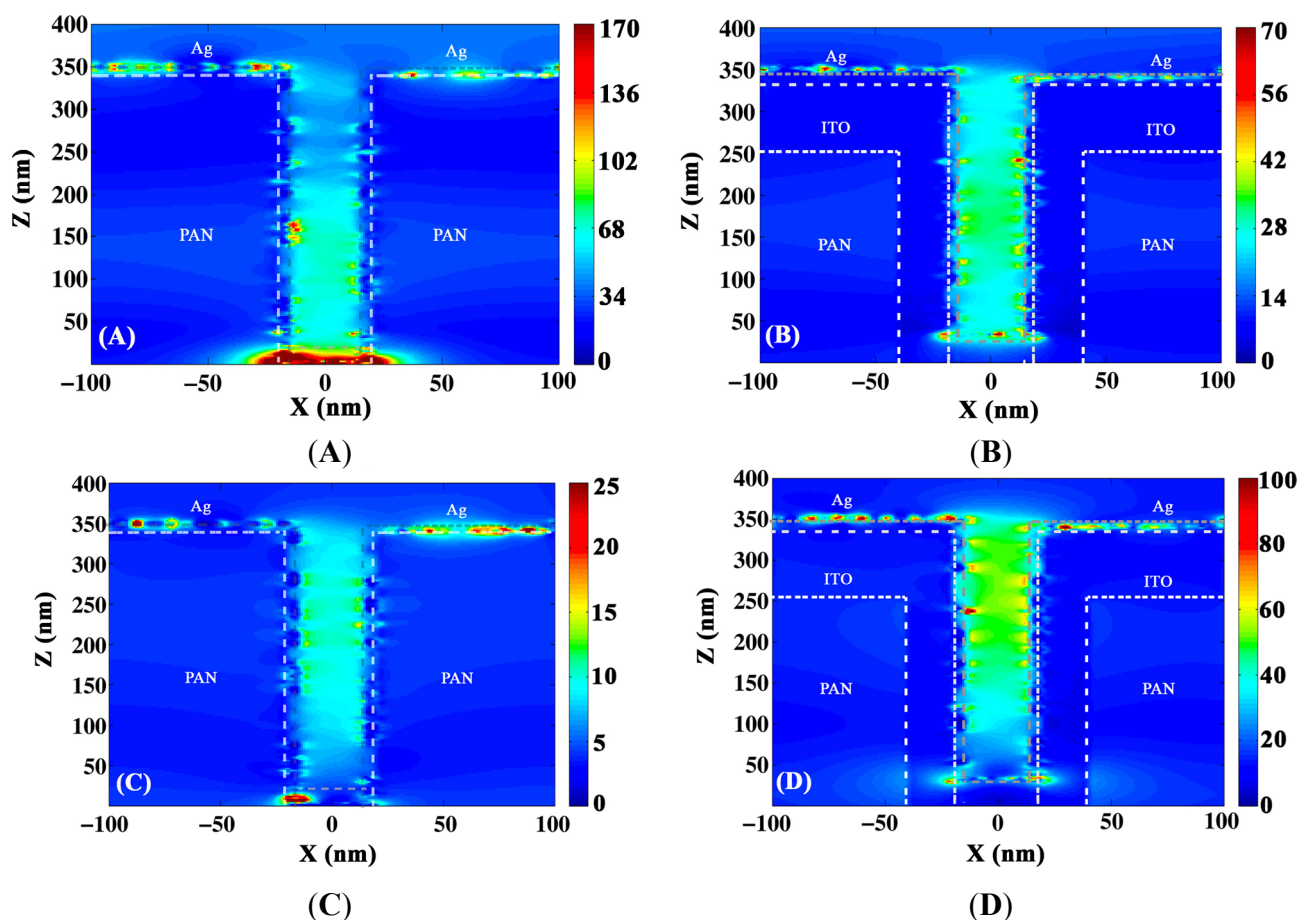 400
350
300
250
200
150
100
50
Z (nm)
Ag
Ag
PAN
PAN
(A)
−100
−50
0
50
100
X (nm)
170
136
102
68
34
0
(A)
400
350
300
250
200
150
100
50
Z (nm)
Ag
Ag
ITO
ITO
PAN
PAN
(B)
−100
−50
0
50
100
X (nm)
70
56
42
28
14
0
(B)
400
350
300
250
200
150
100
50
Z (nm)
Ag
Ag
PAN
PAN
(C)
−100
−50
0
50
100
X (nm)
25
20
15
10
5
0
(C)
400
350
300
250
200
150
100
50
Z (nm)
Ag
Ag
ITO
ITO
PAN
PAN
(D)
−100
−50
0
50
100
X (nm)
100
80
60
40
20
0
(D)